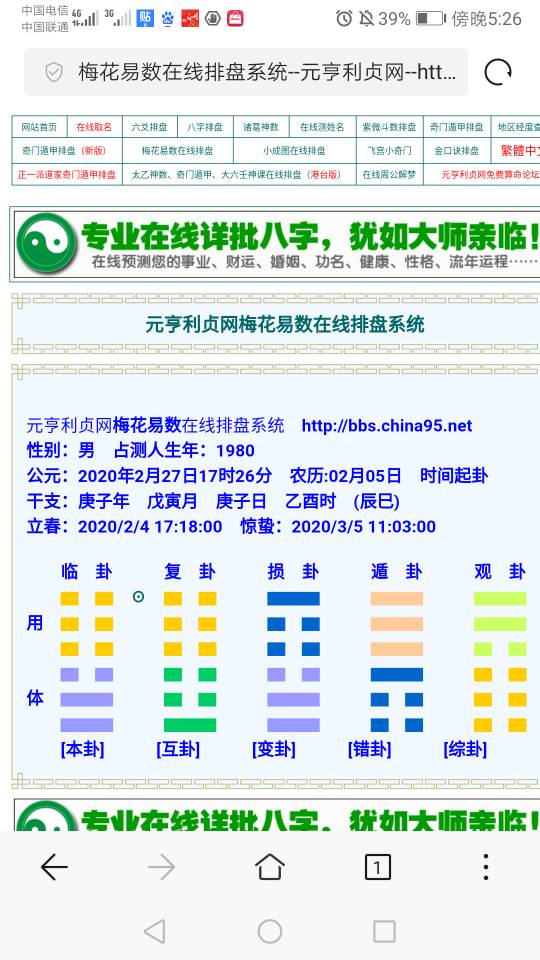 中国电信 4G 3G 39% 傍晚5:26
中国联通
梅花易数在线排盘系统--元亨利贞网--htt...
网站首页 在线取名 六爻排盘 八字排盘 诸葛神数 在线测姓名 紫微斗数排盘 奇门遁甲排盘 地区经度查
奇门遁甲排盘（新版） 梅花易数在线排盘 小成图在线排盘 飞宫小奇门 金口诀排盘 繁體中文
正一派道家奇门遁甲排盘 太乙神数、奇门遁甲、大六壬神课在线排盘（港台版） 在线周公解梦 元亨利贞网免费算命论坛
专业在线详批八字，犹如大师亲临!
在线预测您的事业、财运、婚姻、功名、健康、性格、流年运程……
元亨利贞网梅花易数在线排盘系统
元亨利贞网梅花易数在线排盘系统 http://bbs.china95.net
性别：男 占测人生年：1980
公元：2020年2月27日17时26分 农历:02月05日 时间起卦
干支：庚子年 戊寅月 庚子日 乙酉时 (辰巳)
立春：2020/2/4 17:18:00 惊蛰：2020/3/5 11:03:00
临 卦 复 卦 损 卦 遁 卦 观 卦
用
体
[本卦] [互卦] [变卦] [错卦] [综卦]
专业在线详批八字，犹如大师亲临!
1